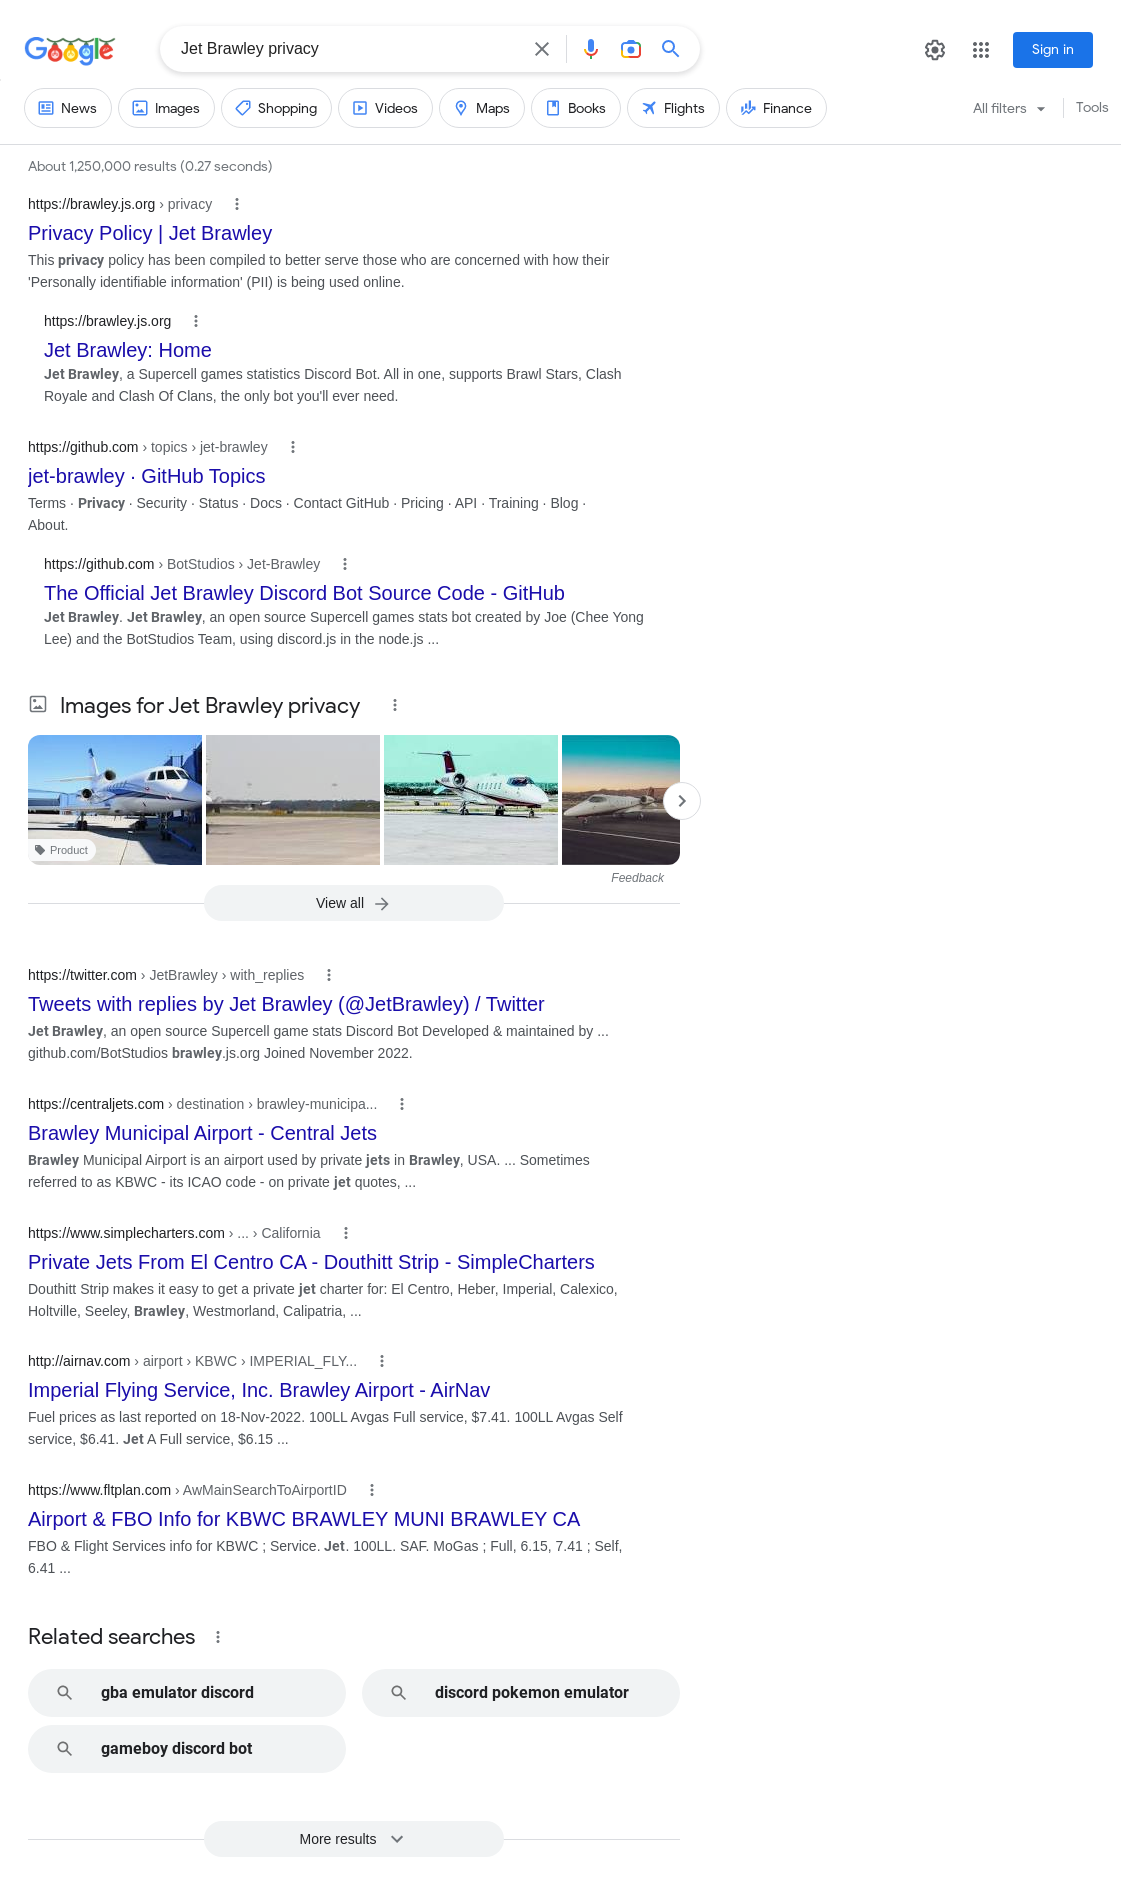 Google
Jet Brawley privacy
Sign in
News
Images
Shopping
Videos
Maps
Books
Flights
Finance
All filters
Tools
About 1,250,000 results (0.27 seconds)
https://brawley.js.org › privacy
Privacy Policy | Jet Brawley
This privacy policy has been compiled to better serve those who are concerned with how their
'Personally identifiable information' (PII) is being used online.
https://brawley.js.org
Jet Brawley: Home
Jet Brawley, a Supercell games statistics Discord Bot. All in one, supports Brawl Stars, Clash
Royale and Clash Of Clans, the only bot you'll ever need.
https://github.com › topics › jet-brawley
jet-brawley · GitHub Topics
Terms · Privacy · Security · Status · Docs · Contact GitHub · Pricing · API · Training · Blog ·
About.
https://github.com › BotStudios › Jet-Brawley
The Official Jet Brawley Discord Bot Source Code - GitHub
Jet Brawley. Jet Brawley, an open source Supercell games stats bot created by Joe (Chee Yong
Lee) and the BotStudios Team, using discord.js in the node.js ...
Images for Jet Brawley privacy
Product
Feedback
View all
https://twitter.com › JetBrawley › with_replies
Tweets with replies by Jet Brawley (@JetBrawley) / Twitter
Jet Brawley, an open source Supercell game stats Discord Bot Developed & maintained by ...
github.com/BotStudios brawley.js.org Joined November 2022.
https://centraljets.com › destination › brawley-municipa...
Brawley Municipal Airport - Central Jets
Brawley Municipal Airport is an airport used by private jets in Brawley, USA. ... Sometimes
referred to as KBWC - its ICAO code - on private jet quotes, ...
https://www.simplecharters.com › ... › California
Private Jets From El Centro CA - Douthitt Strip - SimpleCharters
Douthitt Strip makes it easy to get a private jet charter for: El Centro, Heber, Imperial, Calexico,
Holtville, Seeley, Brawley, Westmorland, Calipatria, ...
http://airnav.com › airport › KBWC › IMPERIAL_FLY...
Imperial Flying Service, Inc. Brawley Airport - AirNav
Fuel prices as last reported on 18-Nov-2022. 100LL Avgas Full service, $7.41. 100LL Avgas Self
service, $6.41. Jet A Full service, $6.15 ...
https://www.fltplan.com › AwMainSearchToAirportID
Airport & FBO Info for KBWC BRAWLEY MUNI BRAWLEY CA
FBO & Flight Services info for KBWC ; Service. Jet. 100LL. SAF. MoGas ; Full, 6.15, 7.41 ; Self,
6.41 ...
Related searches
gba emulator discord
discord pokemon emulator
gameboy discord bot
More results